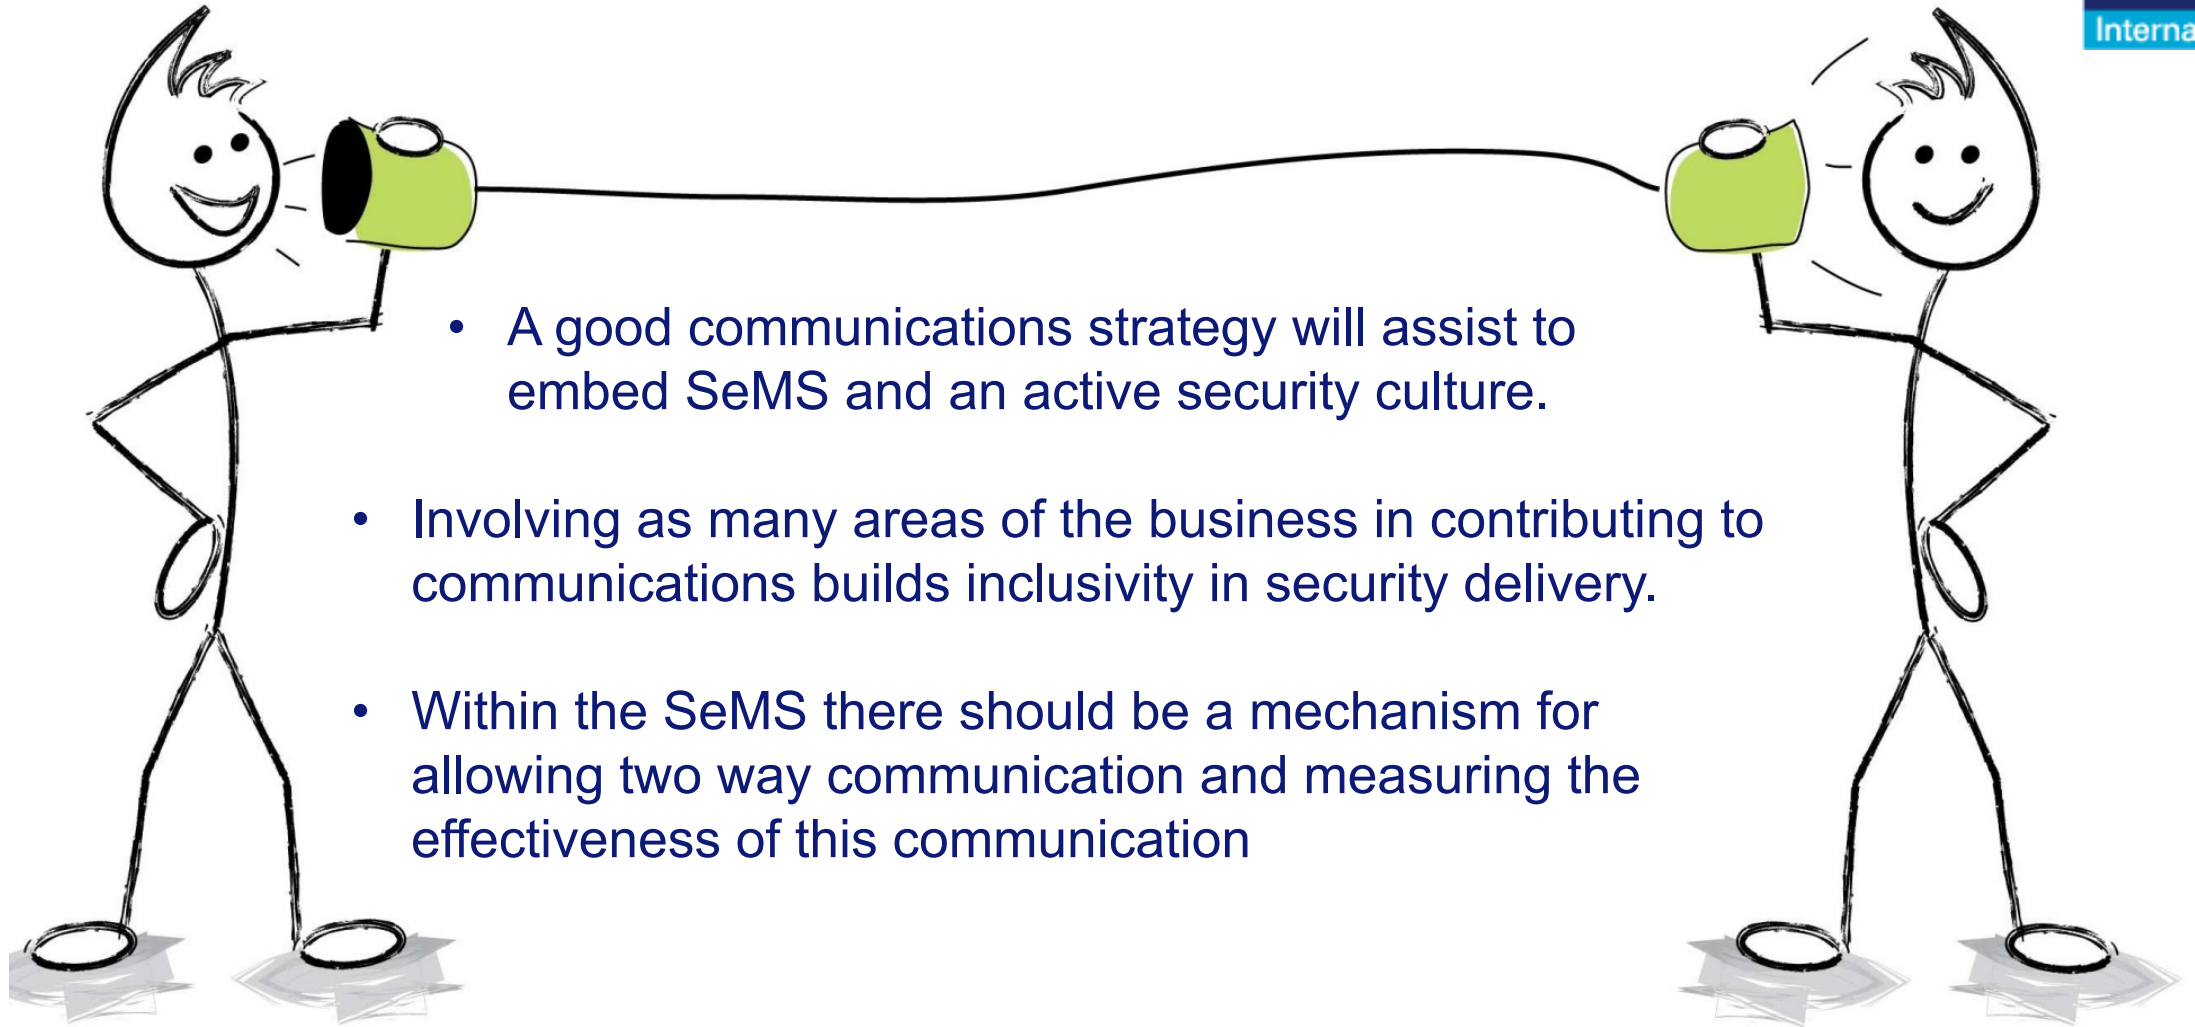 Interna
• A good communications strategy will assist to
embed SeMS and an active security culture.
• Involving as many areas of the business in contributing to
communications builds inclusivity in security delivery.
• Within the SeMS there should be a mechanism for
allowing two way communication and measuring the
effectiveness of this communication